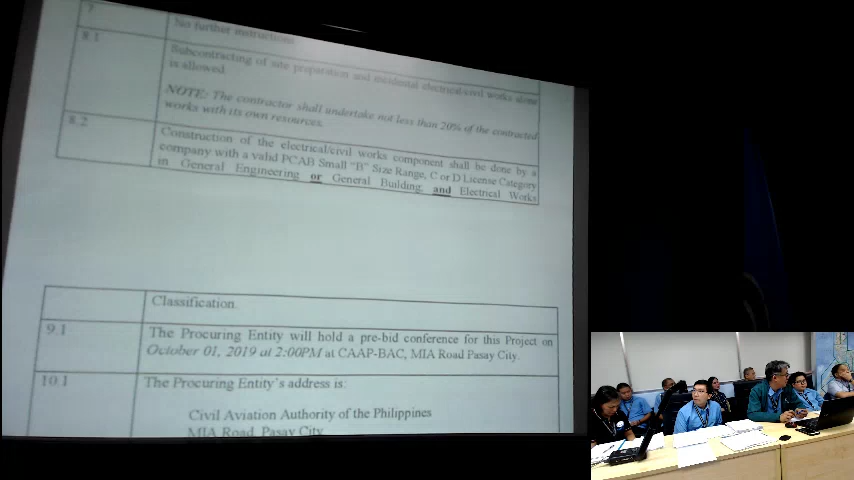 7
No further instructions.
8.1
Subcontracting of site preparation and incidental electrical/civil works alone
is allowed.
NOTE: The contractor shall undertake not less than 20% of the contracted
works with its own resources.
8.2
Construction of the electrical/civil works component shall be done by a
company with a valid PCAB Small "B" Size Range, C or D License Category
in General Engineering or General Building, and Electrical Works
Classification.
9.1
The Procuring Entity will hold a pre-bid conference for this Project on
October 01, 2019 at 2:00PM at CAAP-BAC, MIA Road Pasay City.
10.1
The Procuring Entity's address is:
Civil Aviation Authority of the Philippines
MIA Road, Pasay City